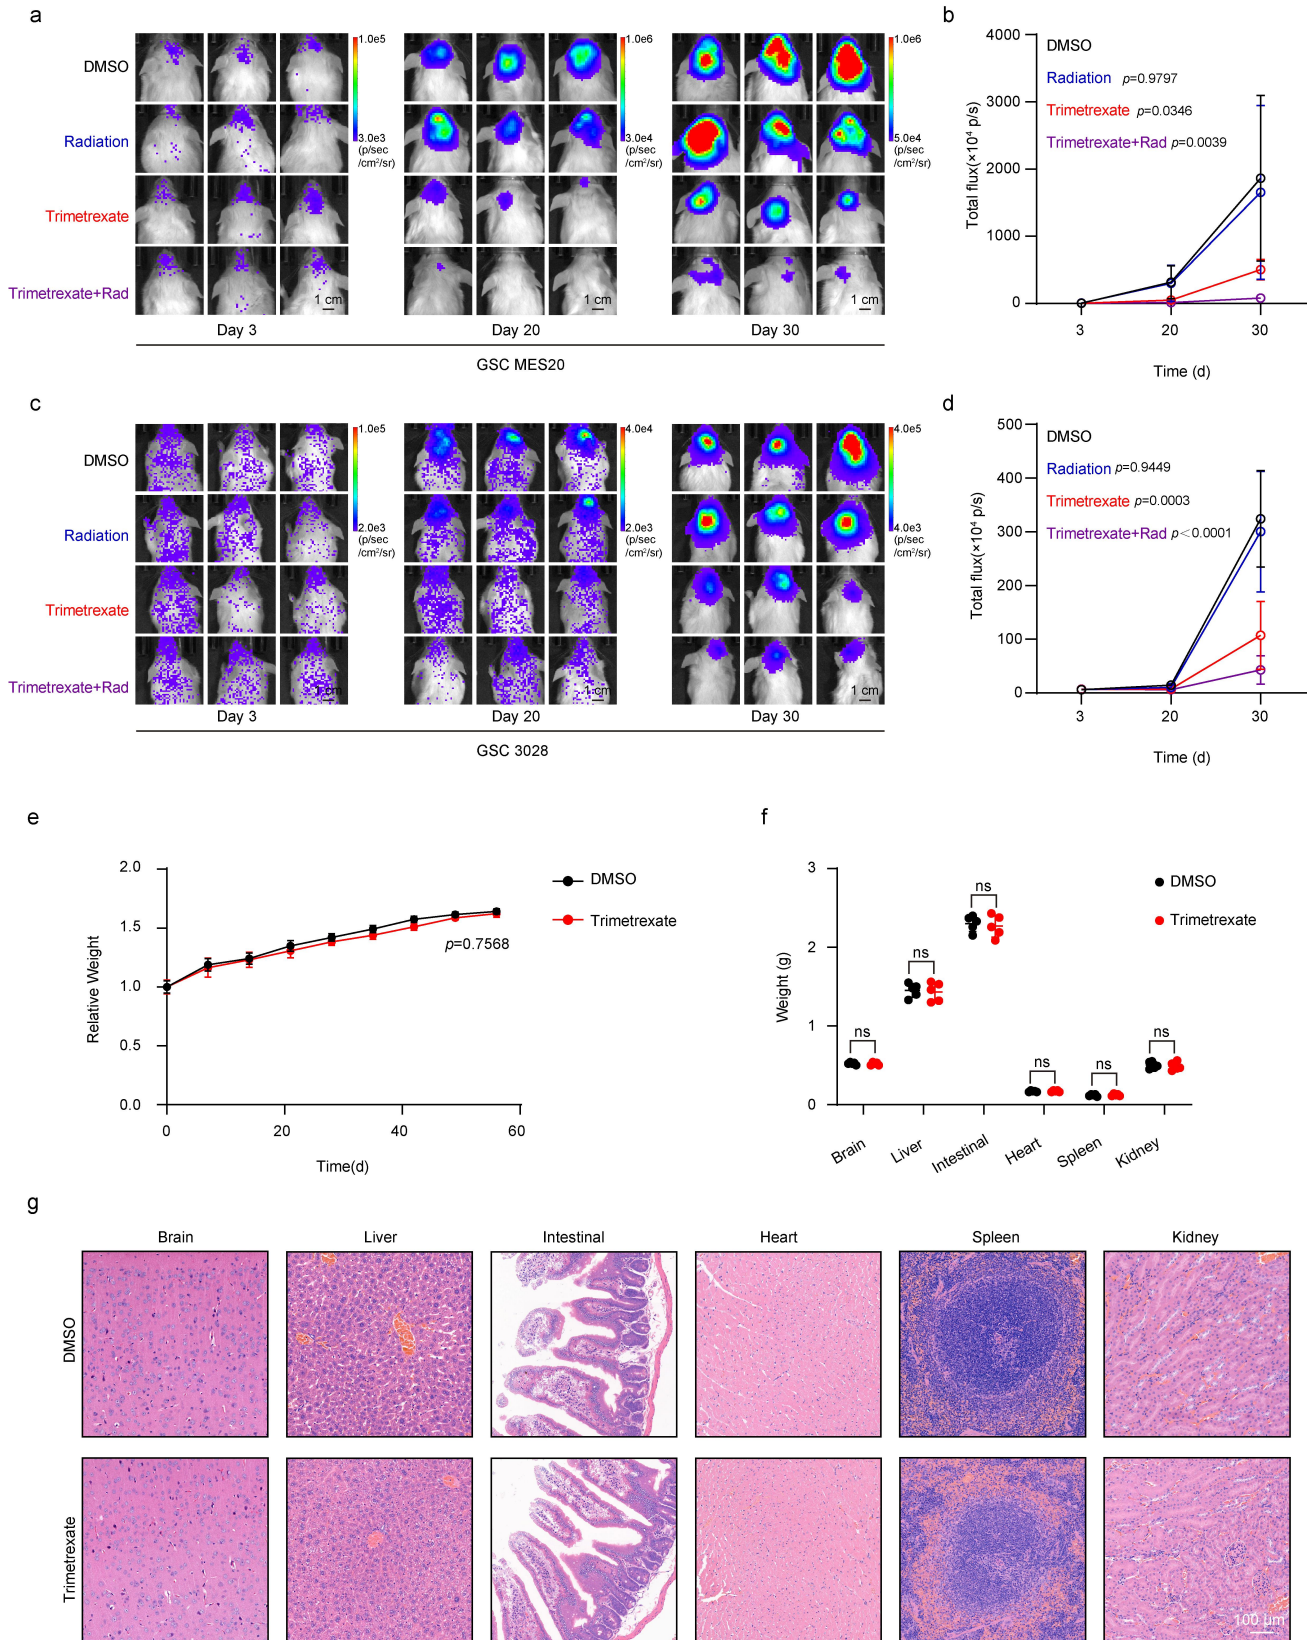 a
DMSO
Radiation
Trimetrexate
Trimetrexate+Rad
1.0e5
3.0e3
(p/sec
/cm²/sr)
1.0e6
3.0e4
(p/sec
/cm²/sr)
1.0e6
5.0e4
(p/sec
/cm²/sr)
1 cm
1 cm
1 cm
Day 3
Day 20
Day 30
GSC MES20
b
4000
3000
2000
1000
0
Total flux(×10⁴ p/s)
DMSO
Radiation p=0.9797
Trimetrexate p=0.0346
Trimetrexate+Rad p=0.0039
3 20 30
Time (d)
c
DMSO
Radiation
Trimetrexate
Trimetrexate+Rad
1.0e5
2.0e3
(p/sec
/cm²/sr)
4.0e4
2.0e3
(p/sec
/cm²/sr)
4.0e5
4.0e3
(p/sec
/cm²/sr)
1 cm
1 cm
1 cm
Day 3
Day 20
Day 30
GSC 3028
d
500
400
300
200
100
0
Total flux(×10⁴ p/s)
DMSO
Radiation p=0.9449
Trimetrexate p=0.0003
Trimetrexate+Rad p<0.0001
3 20 30
Time (d)
e
2.0
1.5
1.0
0.5
0.0
Relative Weight
DMSO
Trimetrexate
p=0.7568
0 20 40 60
Time(d)
f
3
2
1
0
Weight (g)
ns
ns
ns
ns
ns
ns
DMSO
Trimetrexate
Brain
Liver
Intestinal
Heart
Spleen
Kidney
g
Brain Liver Intestinal Heart Spleen Kidney
DMSO
Trimetrexate
100 µm